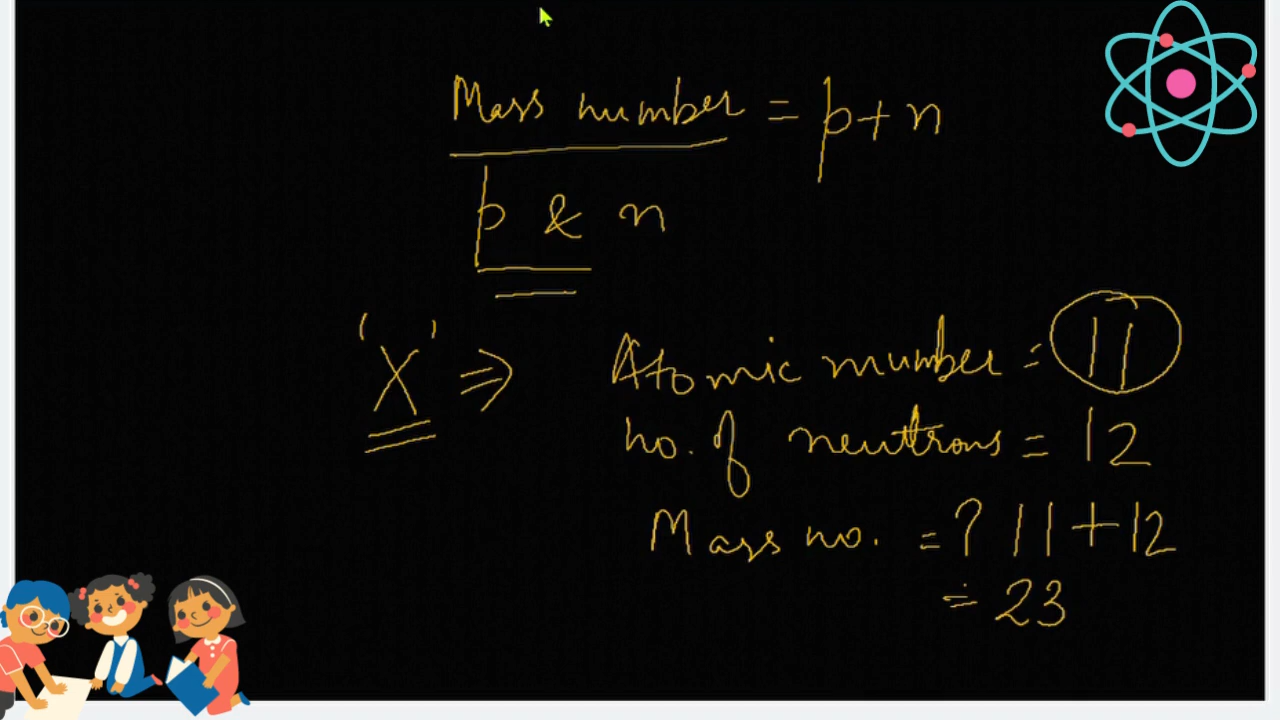 Mass number = p+n
p & n
'X' ⇒ Atomic number = 11
no. of neutrons = 12
Mass no. = ? 11+12
= 23